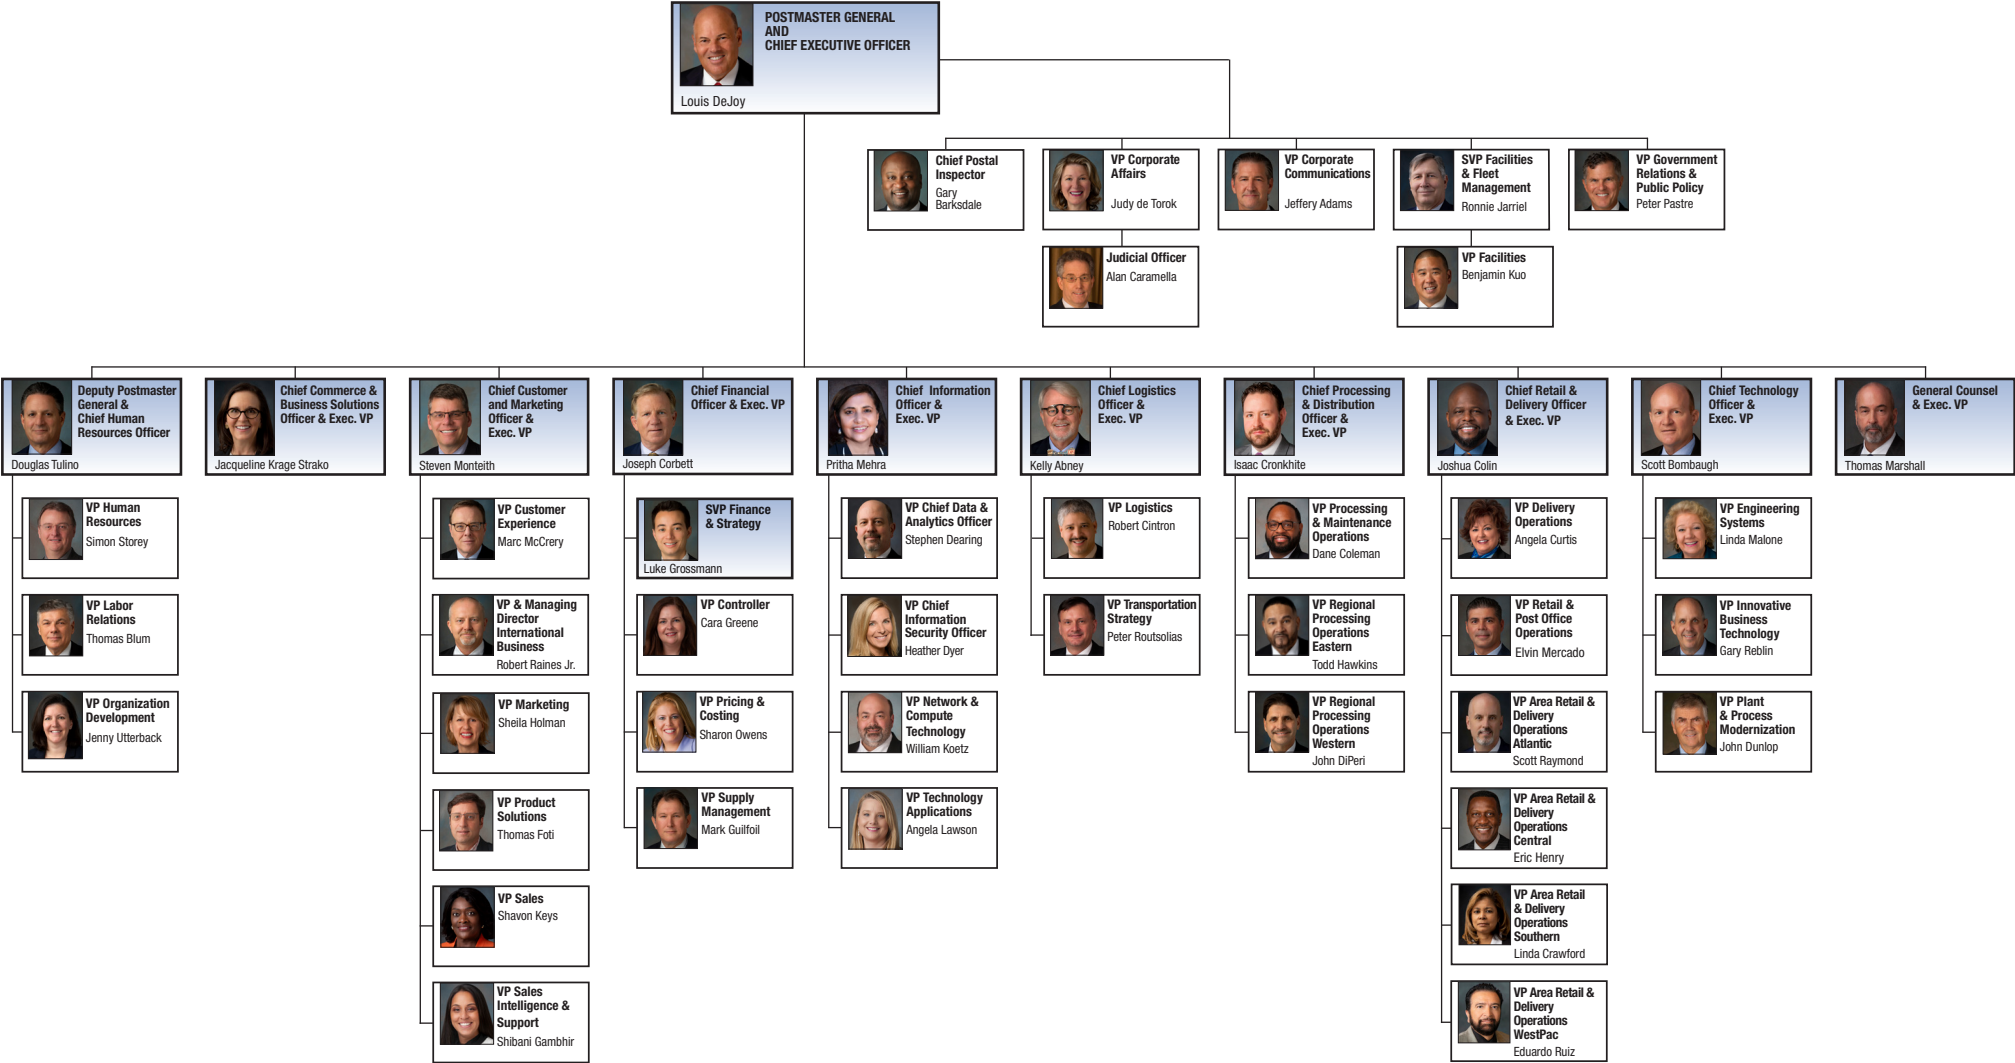 POSTMASTER GENERAL
AND
CHIEF EXECUTIVE OFFICER
Louis DeJoy
Chief Postal
Inspector
Gary
Barksdale
VP Corporate
Affairs
Judy de Torok
VP Corporate
Communications
Jeffery Adams
SVP Facilities
& Fleet
Management
Ronnie Jarriel
VP Government
Relations &
Public Policy
Peter Pastre
Judicial Officer
Alan Caramella
VP Facilities
Benjamin Kuo
Deputy Postmaster
General &
Chief Human
Resources Officer
Douglas Tulino
Chief Commerce &
Business Solutions
Officer & Exec. VP
Jacqueline Krage Strako
Chief Customer
and Marketing
Officer &
Exec. VP
Steven Monteith
Chief Financial
Officer & Exec. VP
Joseph Corbett
Chief Information
Officer &
Exec. VP
Pritha Mehra
Chief Logistics
Officer &
Exec. VP
Kelly Abney
Chief Processing
& Distribution
Officer &
Exec. VP
Isaac Cronkhite
Chief Retail &
Delivery Officer
& Exec. VP
Joshua Colin
Chief Technology
Officer &
Exec. VP
Scott Bombaugh
General Counsel
& Exec. VP
Thomas Marshall
VP Human
Resources
Simon Storey
VP Labor
Relations
Thomas Blum
VP Organization
Development
Jenny Utterback
VP Customer
Experience
Marc McCrery
VP & Managing
Director
International
Business
Robert Raines Jr.
VP Marketing
Sheila Holman
VP Product
Solutions
Thomas Foti
VP Sales
Shavon Keys
VP Sales
Intelligence &
Support
Shibani Gambhir
SVP Finance
& Strategy
Luke Grossmann
VP Controller
Cara Greene
VP Pricing &
Costing
Sharon Owens
VP Supply
Management
Mark Guilfoil
VP Chief Data &
Analytics Officer
Stephen Dearing
VP Chief
Information
Security Officer
Heather Dyer
VP Network &
Compute
Technology
William Koetz
VP Technology
Applications
Angela Lawson
VP Logistics
Robert Cintron
VP Transportation
Strategy
Peter Routsolias
VP Processing
& Maintenance
Operations
Dane Coleman
VP Regional
Processing
Operations
Eastern
Todd Hawkins
VP Regional
Processing
Operations
Western
John DiPeri
VP Delivery
Operations
Angela Curtis
VP Retail &
Post Office
Operations
Elvin Mercado
VP Area Retail &
Delivery
Operations
Atlantic
Scott Raymond
VP Area Retail &
Delivery
Operations
Central
Eric Henry
VP Area Retail
& Delivery
Operations
Southern
Linda Crawford
VP Area Retail &
Delivery
Operations
WestPac
Eduardo Ruiz
VP Engineering
Systems
Linda Malone
VP Innovative
Business
Technology
Gary Reblin
VP Plant
& Process
Modernization
John Dunlop